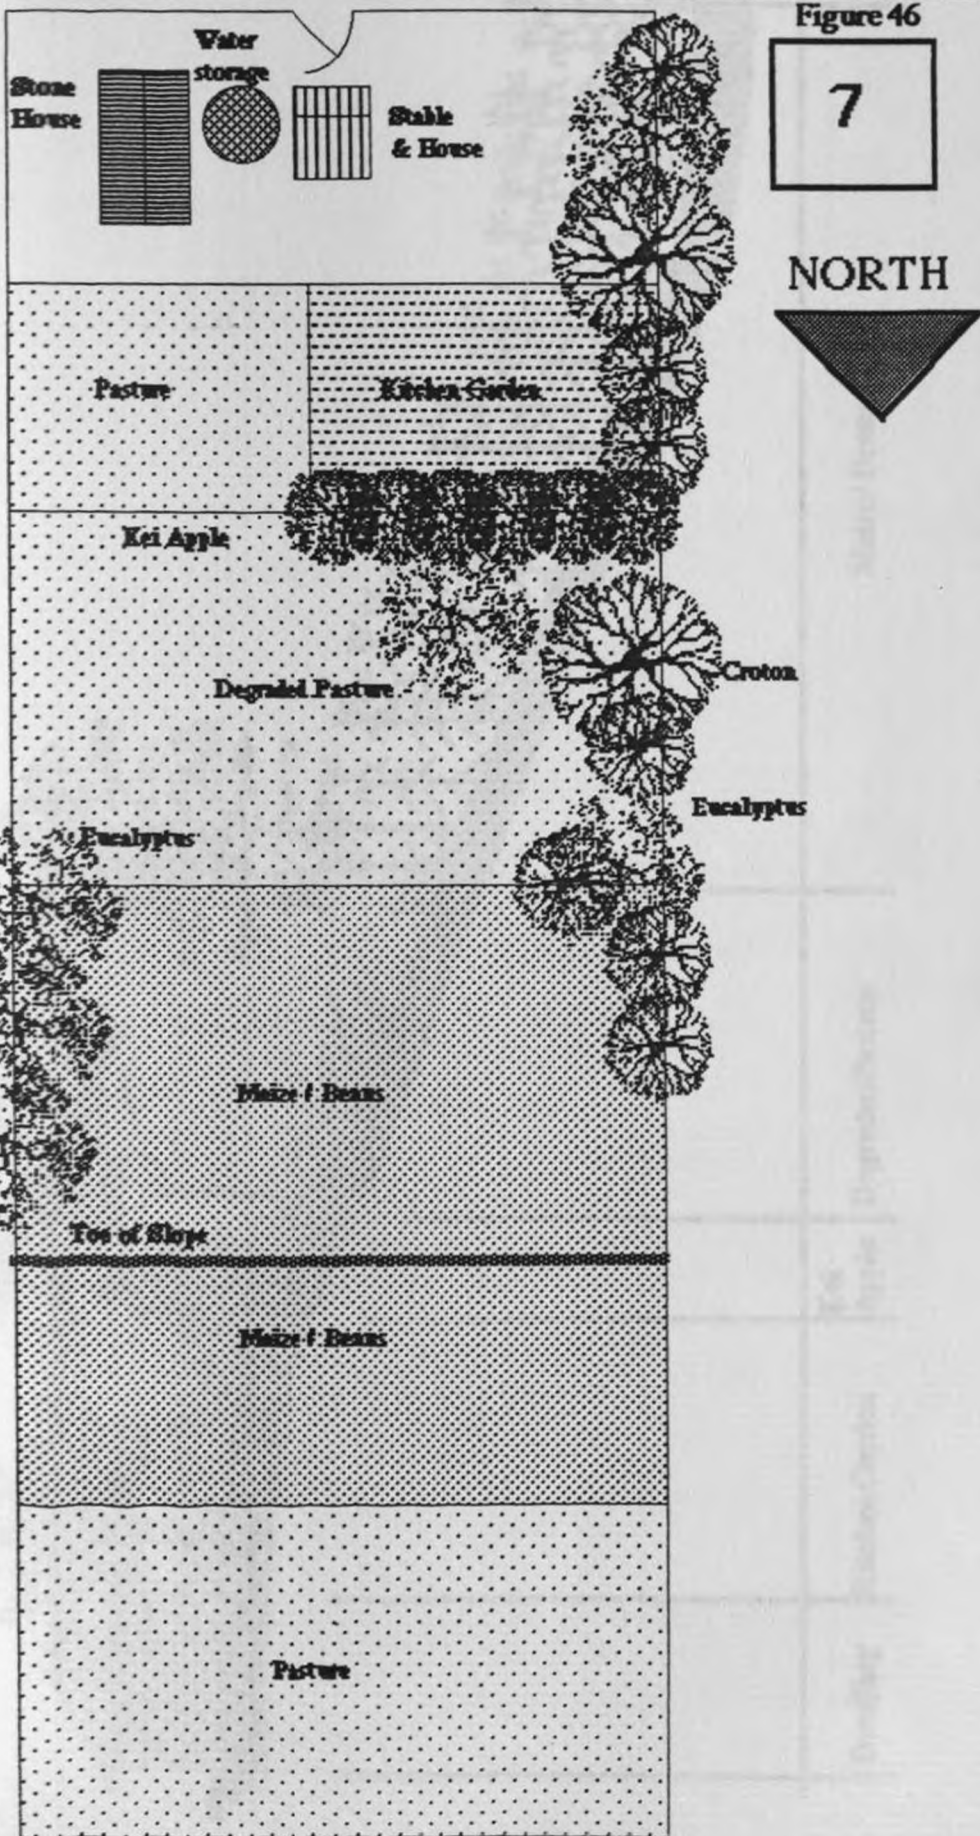 Figure 46
7
NORTH
Water
storage
Stone
House
Stable
& House
Pasture
Kitchen Garden
Kei Apple
Degraded Pasture
Croton
Eucalyptus
Eucalyptus
Maize / Beans
Toe of Slope
Maize / Beans
Pasture